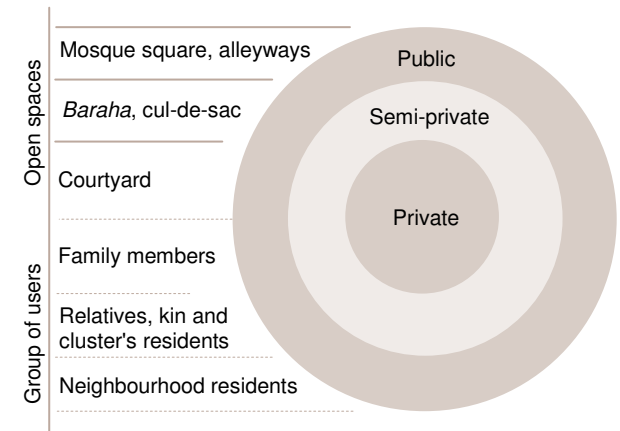 Open spaces
Mosque square, alleyways
Baraha, cul-de-sac
Courtyard
Group of users
Family members
Relatives, kin and
cluster's residents
Neighbourhood residents
Public
Semi-private
Private